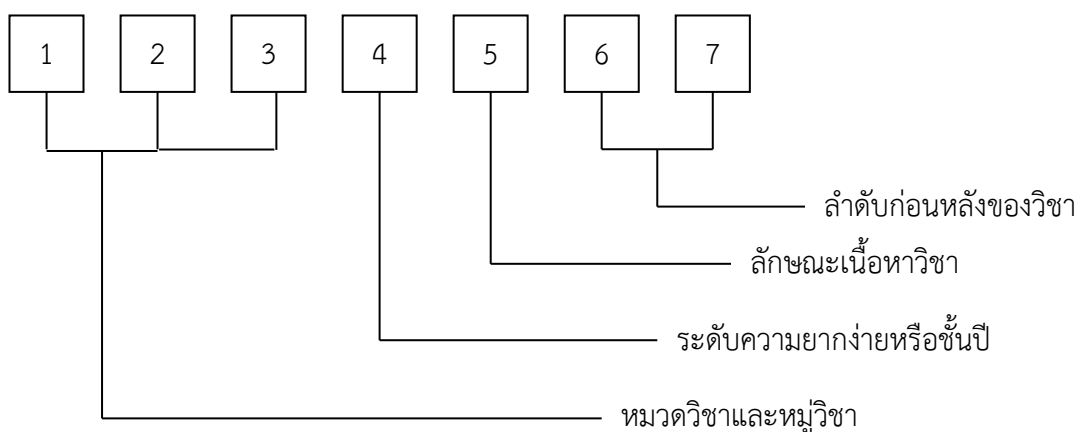 1 2 3 4 5 6 7
ลำดับก่อนหลังของวิชา
ลักษณะเนื้อหาวิชา
ระดับความยากง่ายหรือชั้นปี
หมวดวิชาและหมู่วิชา